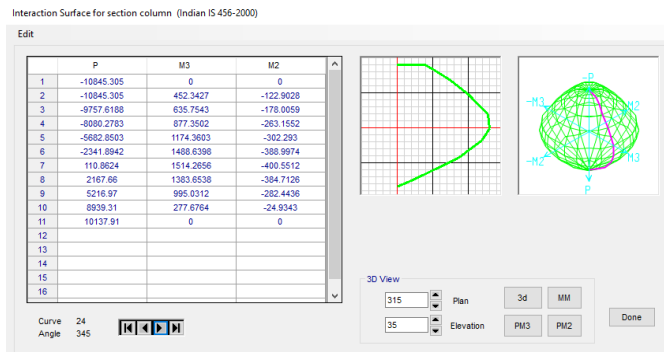 Interaction Surface for section column (Indian IS 456-2000)
Edit
P M3 M2
1 -10845.305 0 0
2 -10845.305 452.3427 -122.9028
3 -9757.6188 635.7543 -178.0059
4 -8080.2783 877.3502 -263.1552
5 -5682.8503 1174.3603 -302.293
6 -2341.8942 1488.6398 -388.9974
7 110.8624 1514.2656 -400.5512
8 2167.66 1383.6538 -384.7126
9 5216.97 995.0312 -282.4436
10 8939.31 277.6764 -24.9343
11 10137.91 0 0
12
13
14
15
16
-P
-M3 M2
-M2 M3
P
Curve 24
Angle 345
3D View
315 Plan 3d MM
35 Elevation PM3 PM2
Done